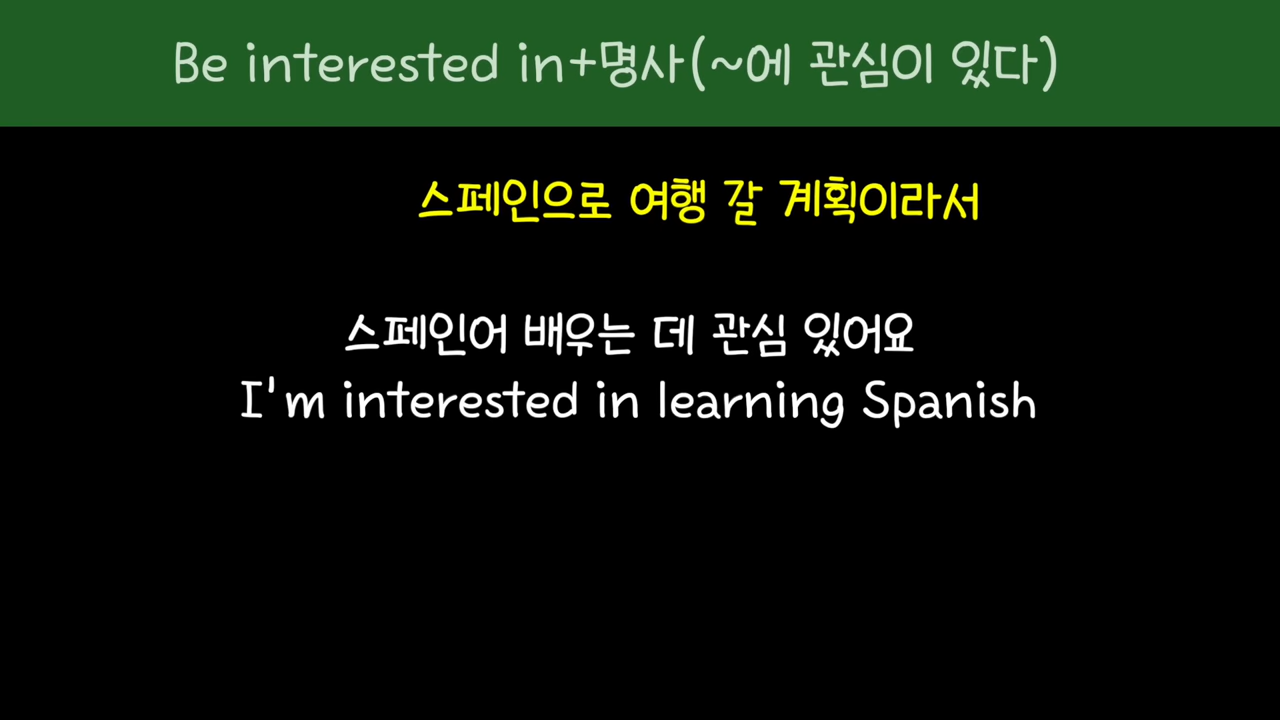 Be interested in+명사(~에 관심이 있다)
스페인으로 여행 갈 계획이라서
스페인어 배우는 데 관심 있어요
I'm interested in learning Spanish